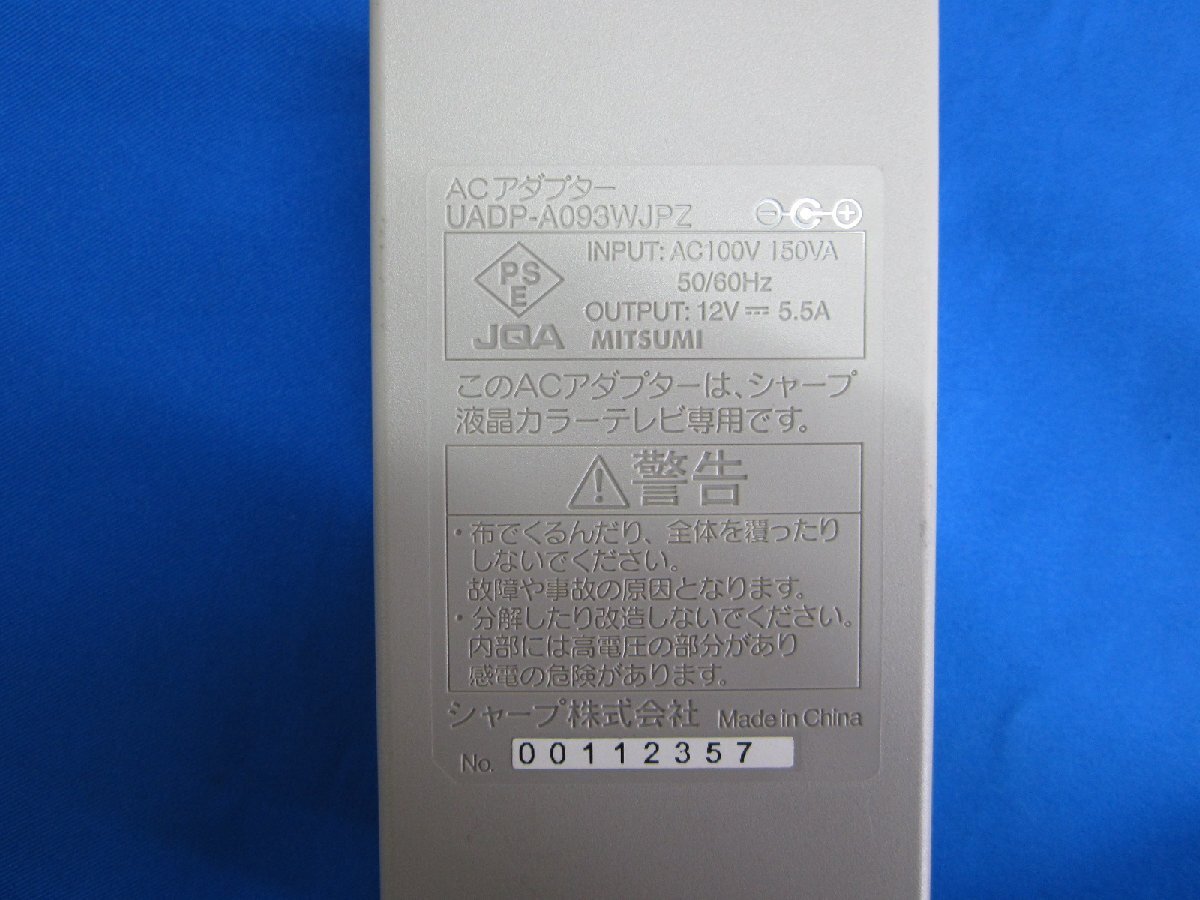 ACアダプター
UADP-A093WJPZ
PSE
INPUT: AC100V 150VA
50/60Hz
OUTPUT: 12V⎓ 5.5A
JQA MITSUMI
このACアダプターは、シャープ
液晶カラーテレビ専用です。
警告
・布でくるんだり、全体を覆ったり
しないでください。
故障や事故の原因となります。
・分解したり改造しないでください。
内部には高電圧の部分があり
感電の危険があります。
シャープ株式会社 Made in China
No. 00112357